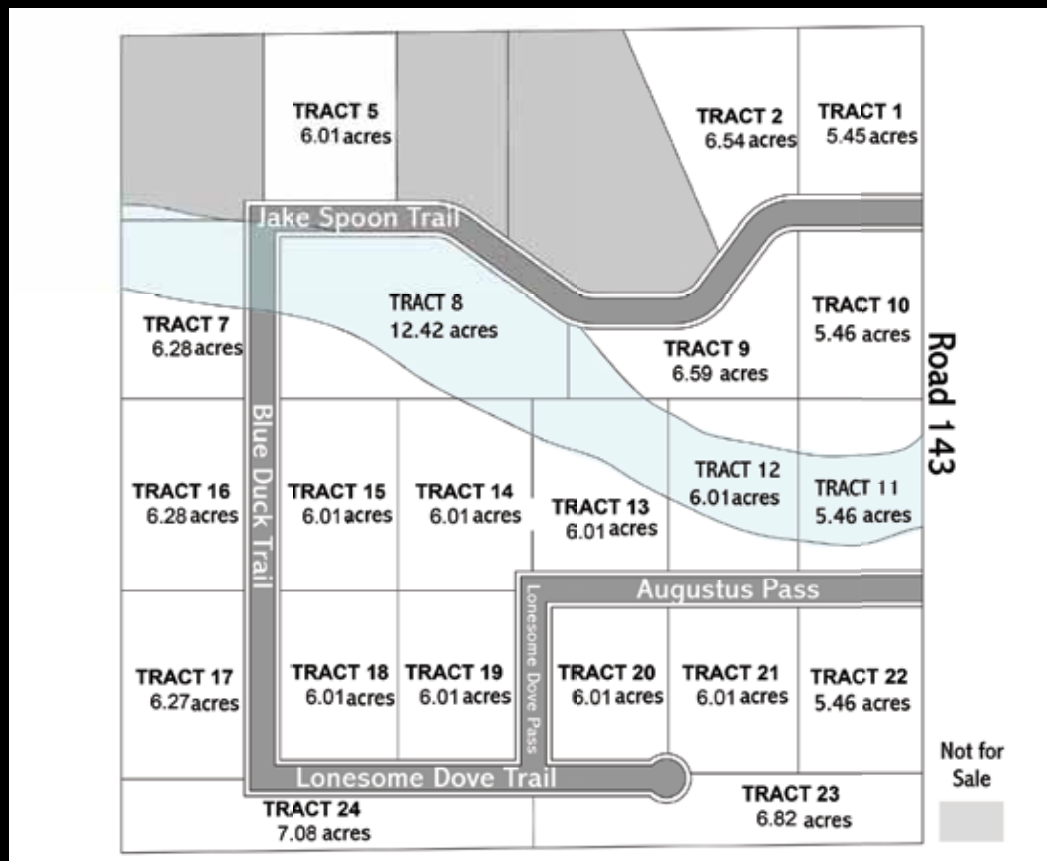 TRACT 5
6.01 acres
TRACT 2
6.54 acres
TRACT 1
5.45 acres
Jake Spoon Trail
TRACT 8
12.42 acres
TRACT 10
5.46 acres
TRACT 7
6.28 acres
TRACT 9
6.59 acres
Road 143
Blue Duck Trail
TRACT 16
6.28 acres
TRACT 15
6.01 acres
TRACT 14
6.01 acres
TRACT 13
6.01 acres
TRACT 12
6.01 acres
TRACT 11
5.46 acres
Augustus Pass
Lonesome Dove Pass
TRACT 17
6.27 acres
TRACT 18
6.01 acres
TRACT 19
6.01 acres
TRACT 20
6.01 acres
TRACT 21
6.01 acres
TRACT 22
5.46 acres
Lonesome Dove Trail
TRACT 24
7.08 acres
TRACT 23
6.82 acres
Not for
Sale